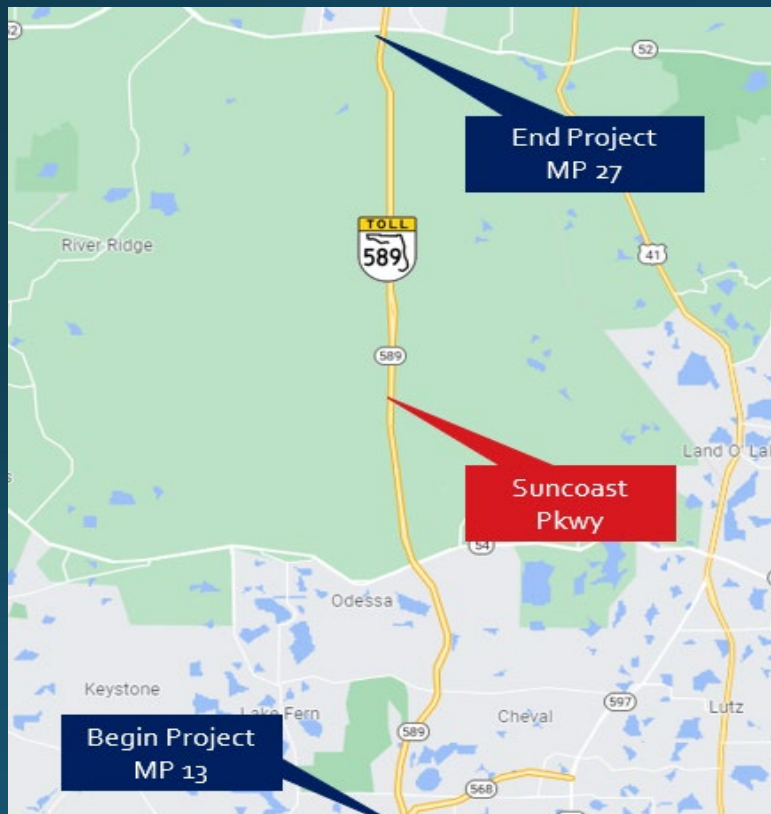 52
52
End Project
MP 27
TOLL
589
River Ridge
41
589
Land O' La
Suncoast
Pkwy
s
54
Odessa
Keystone
Lake Fern
597
Lutz
Cheval
589
Begin Project
MP 13
568